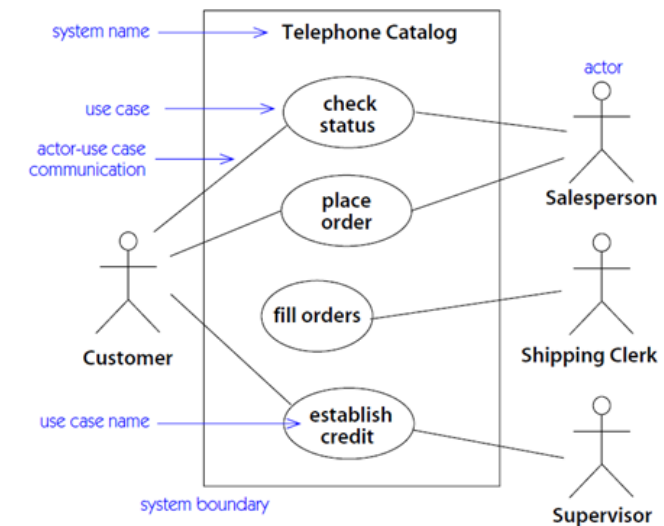 system name
Telephone Catalog
actor
use case
check
status
actor-use case
communication
place
order
Salesperson
fill orders
Customer
Shipping Clerk
use case name
establish
credit
system boundary
Supervisor